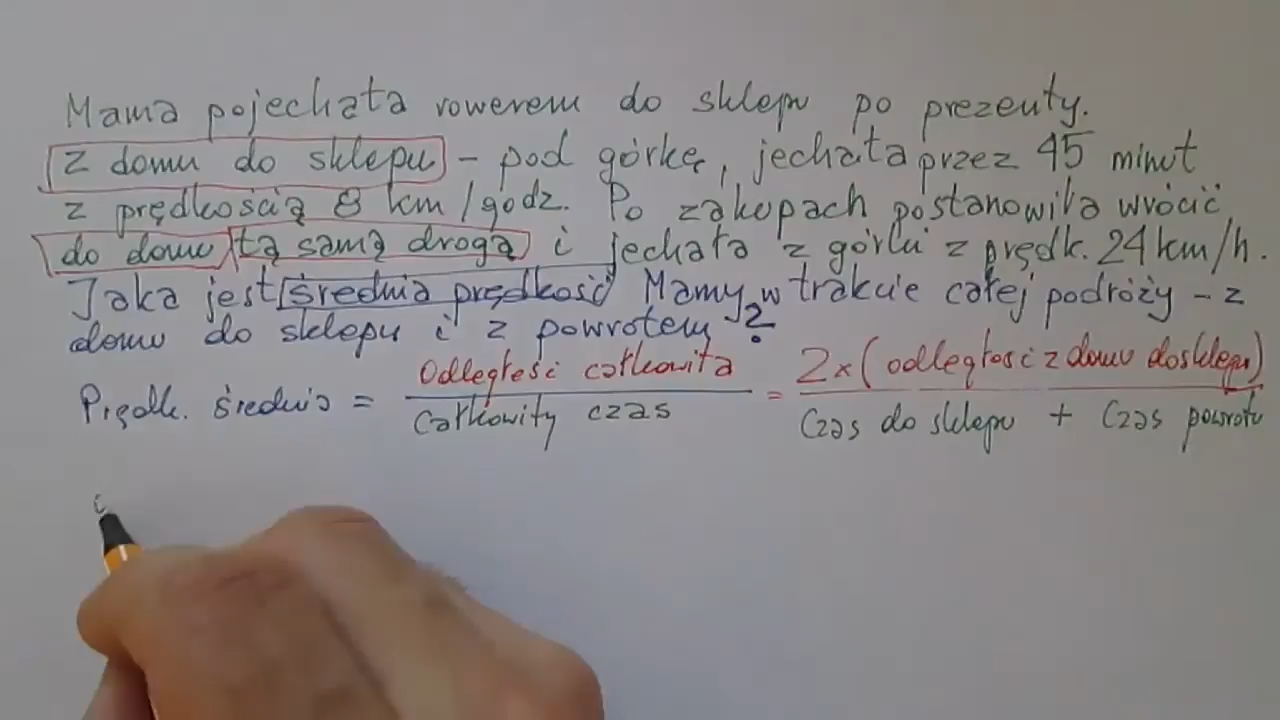 Mama pojechała rowerem do sklepu po prezenty.
Z domu do sklepu - pod górkę, jechała przez 45 minut
z prędkością 8 km/godz. Po zakupach postanowiła wrócić
do domu tą samą drogą i jechała z górki z prędk. 24 km/h.
Jaka jest średnia prędkość Mamy w trakcie całej podróży - z
domu do sklepu i z powrotem?
Prędk. średnia = Odległość całkowita / Całkowity czas = 2x (odległość z domu do sklepu) / Czas do sklepu + Czas powrotu